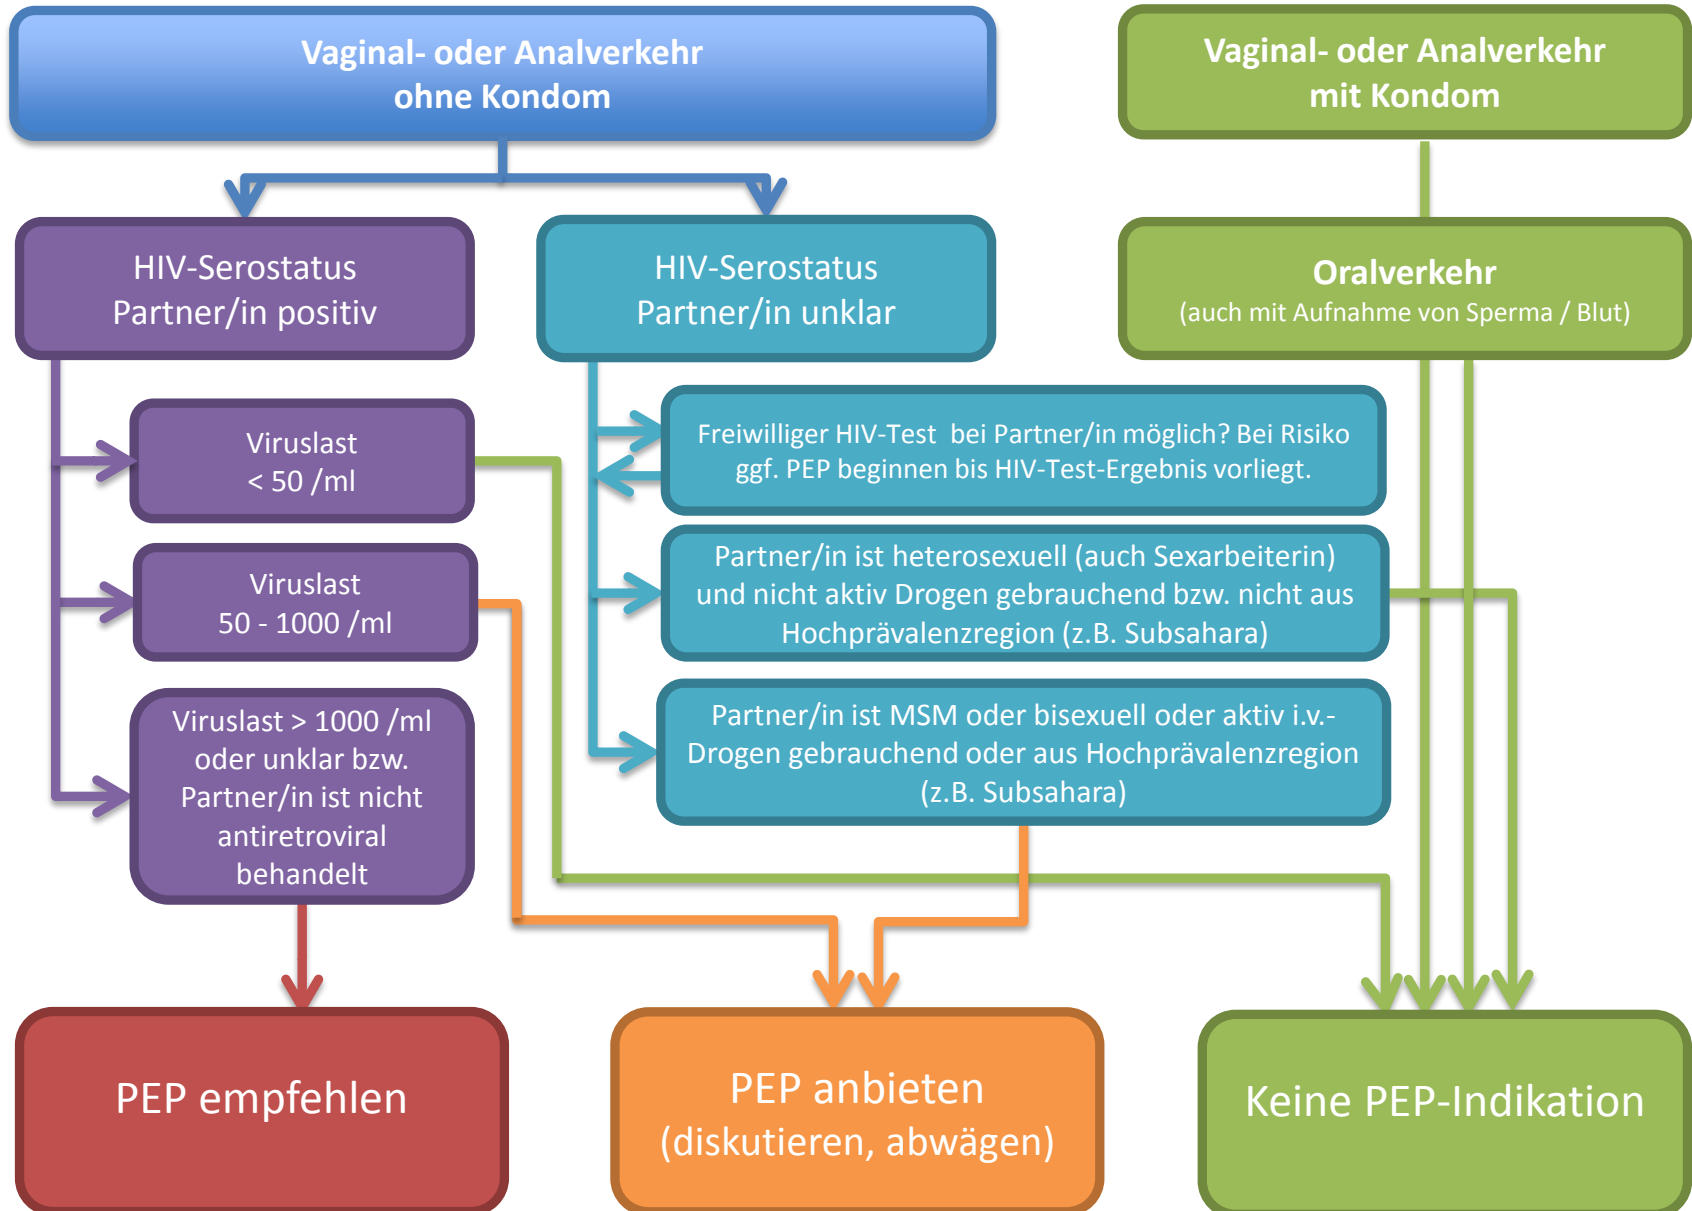 Vaginal- oder Analverkehr
ohne Kondom
Vaginal- oder Analverkehr
mit Kondom
HIV-Serostatus
Partner/in positiv
HIV-Serostatus
Partner/in unklar
Oralverkehr
(auch mit Aufnahme von Sperma / Blut)
Viruslast
< 50 /ml
Viruslast
50 - 1000 /ml
Viruslast > 1000 /ml
oder unklar bzw.
Partner/in ist nicht
antiretroviral
behandelt
Freiwilliger HIV-Test bei Partner/in möglich? Bei Risiko
ggf. PEP beginnen bis HIV-Test-Ergebnis vorliegt.
Partner/in ist heterosexuell (auch Sexarbeiterin)
und nicht aktiv Drogen gebrauchend bzw. nicht aus
Hochprävalenzregion (z.B. Subsahara)
Partner/in ist MSM oder bisexuell oder aktiv i.v.-
Drogen gebrauchend oder aus Hochprävalenzregion
(z.B. Subsahara)
PEP empfehlen
PEP anbieten
(diskutieren, abwägen)
Keine PEP-Indikation